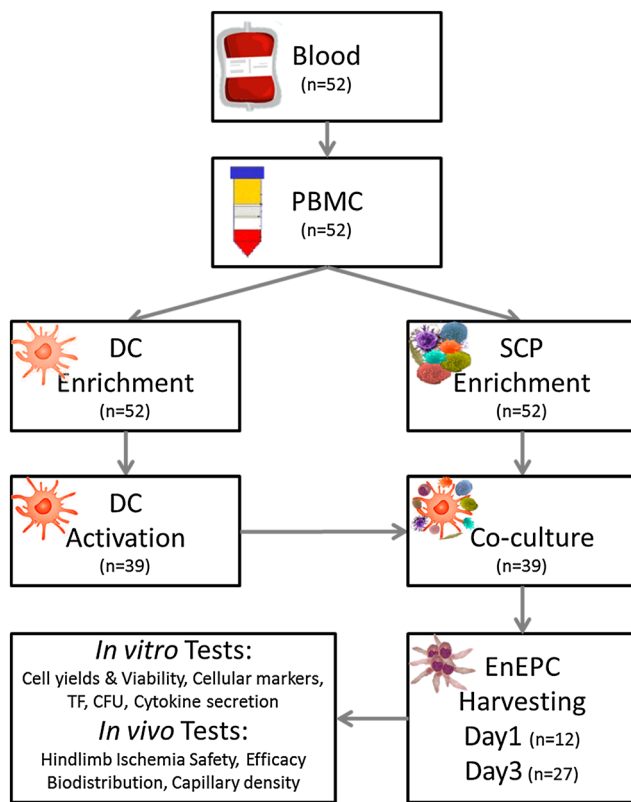 Blood
(n=52)
PBMC
(n=52)
DC
Enrichment
(n=52)
SCP
Enrichment
(n=52)
DC
Activation
(n=39)
Co-culture
(n=39)
In vitro Tests:
Cell yields & Viability, Cellular markers,
TF, CFU, Cytokine secretion
In vivo Tests:
Hindlimb Ischemia Safety, Efficacy
Biodistribution, Capillary density
EnEPC
Harvesting
Day1 (n=12)
Day3 (n=27)